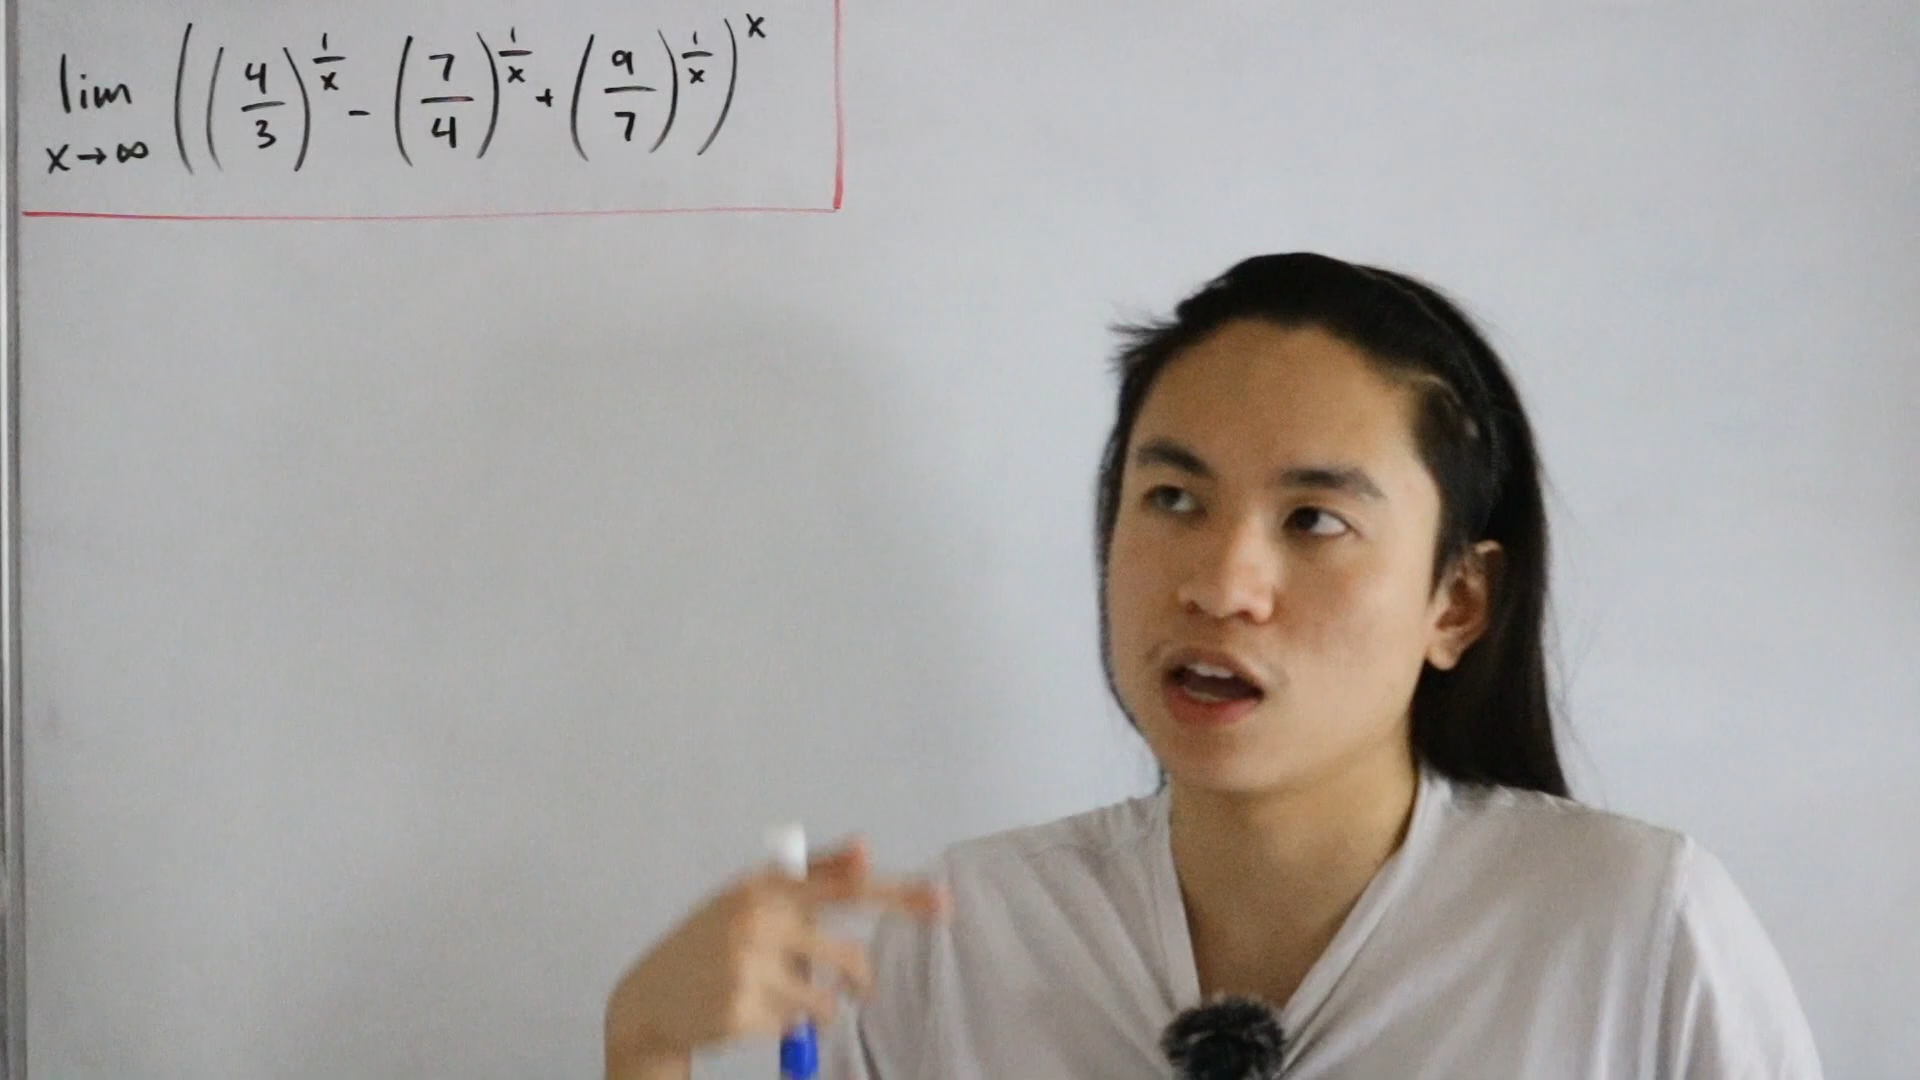 lim x→∞ ((4/3)^(1/x) - (7/4)^(1/x) + (9/7)^(1/x))^x